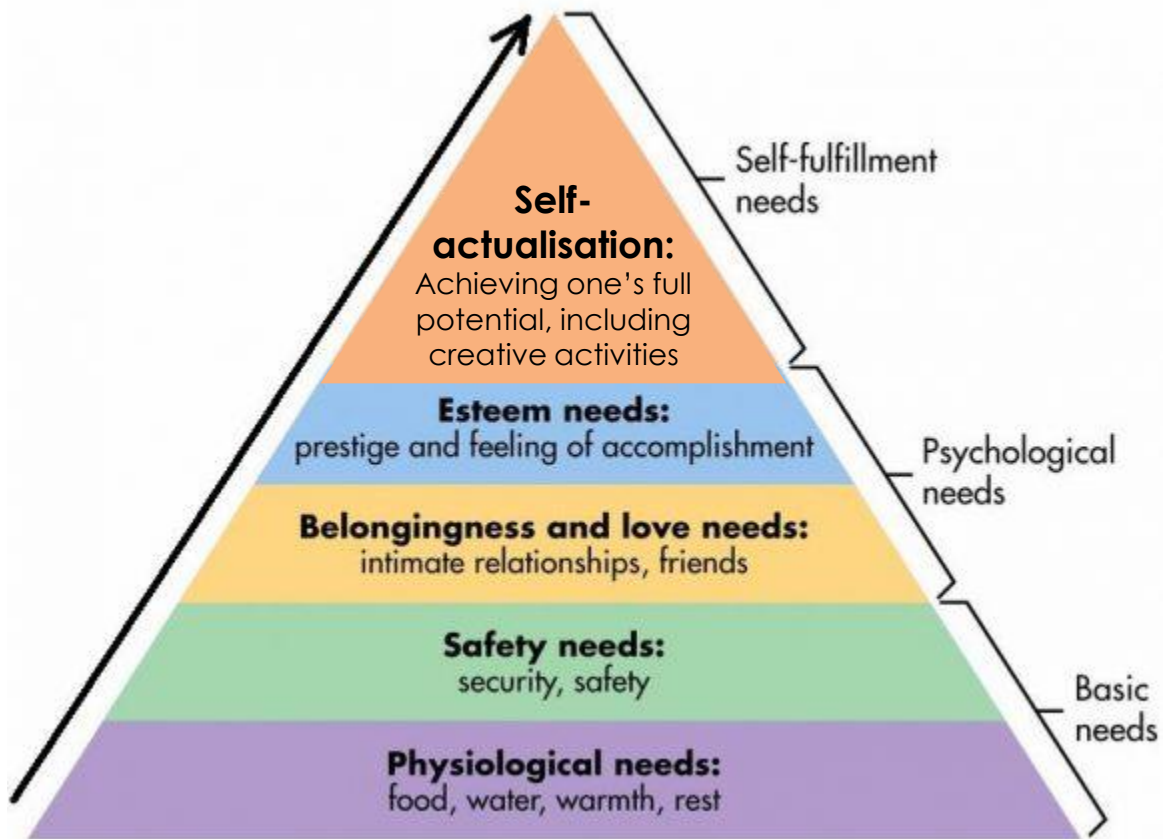 Self-
actualisation:
Achieving one’s full
potential, including
creative activities
Esteem needs:
prestige and feeling of accomplishment
Belongingness and love needs:
intimate relationships, friends
Safety needs:
security, safety
Physiological needs:
food, water, warmth, rest
Self-fulfillment
needs
Psychological
needs
Basic
needs